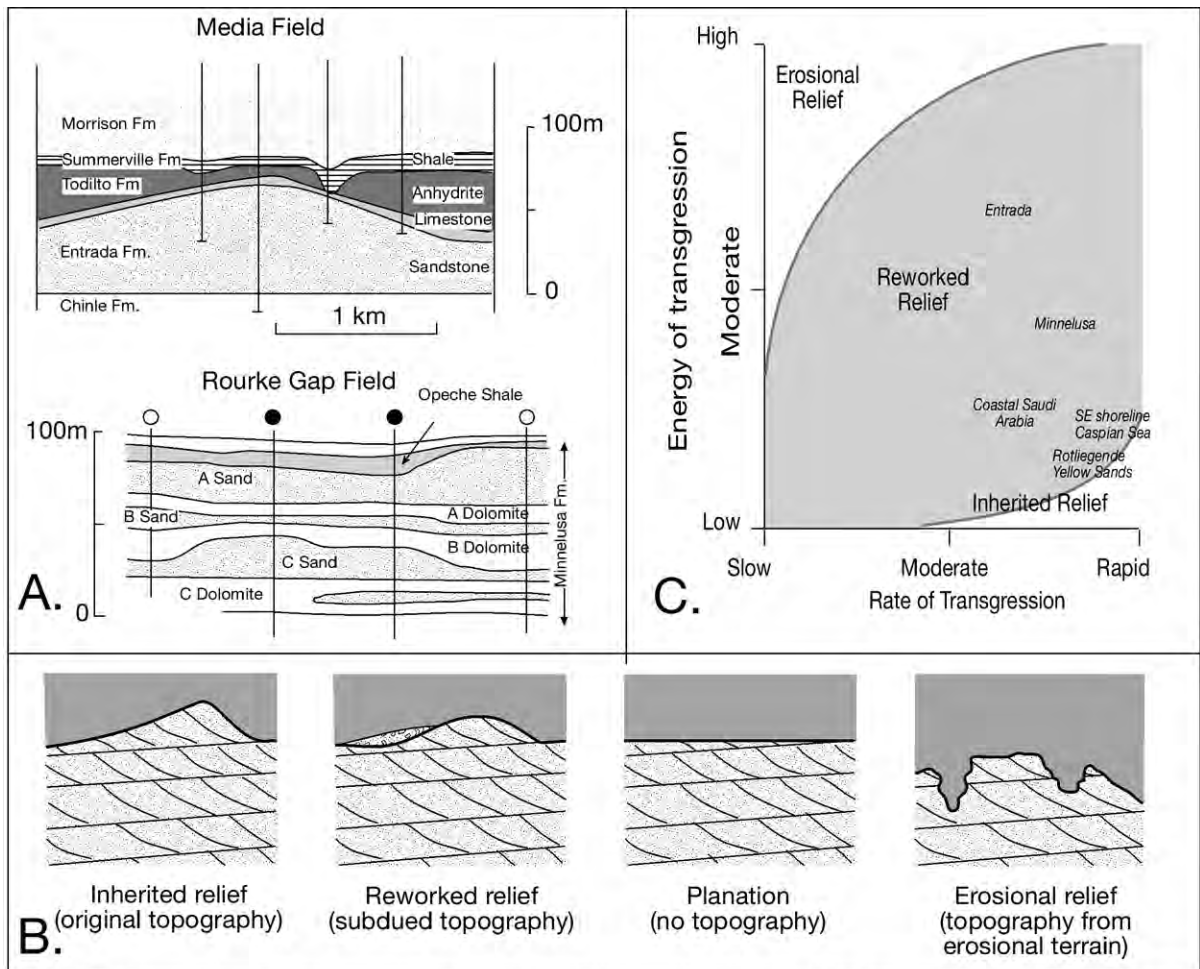 Media Field
Morrison Fm
Summerville Fm
Todilto Fm
Entrada Fm.
Chinle Fm.
Shale
Anhydrite
Limestone
Sandstone
100m
0
1 km
Rourke Gap Field
Opeche Shale
100m
0
A Sand
B Sand
C Sand
C Dolomite
A Dolomite
B Dolomite
Minnelusa Fm.
A.
High
Moderate
Low
Energy of transgression
Erosional
Relief
Entrada
Reworked
Relief
Minnelusa
Coastal Saudi
Arabia
SE shoreline
Caspian Sea
Rotliegende
Yellow Sands
Inherited Relief
Slow
Moderate
Rapid
Rate of Transgression
C.
Inherited relief
(original topography)
Reworked relief
(subdued topography)
Planation
(no topography)
Erosional relief
(topography from
erosional terrain)
B.